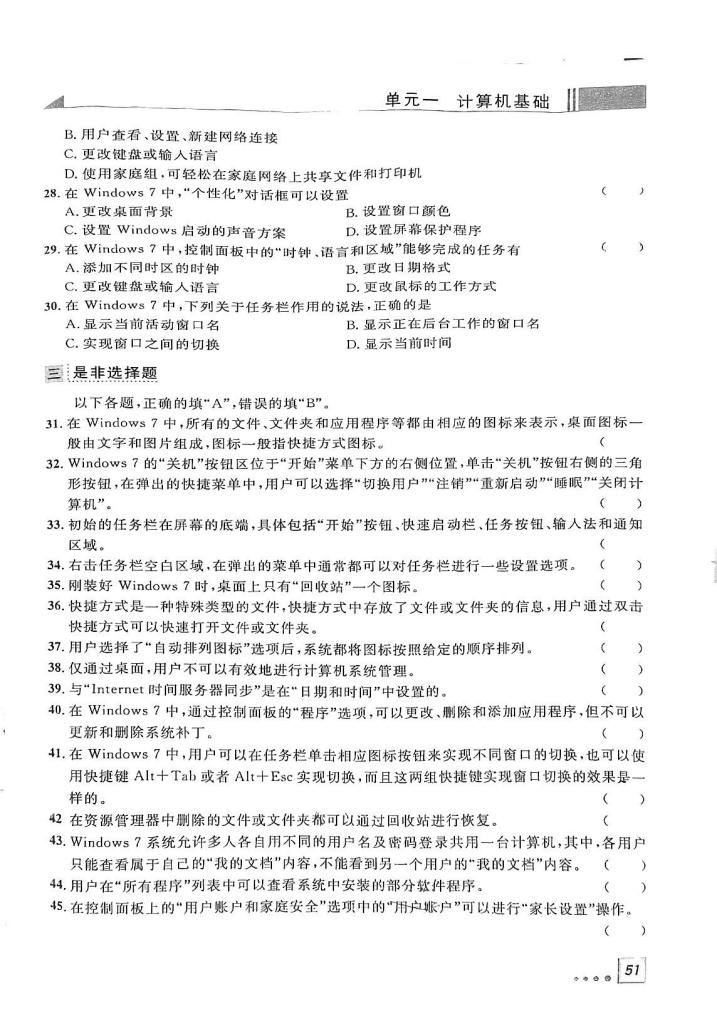 单元一 计算机基础
B. 用户查看、设置、新建网络连接
C. 更改键盘或输入语言
D. 使用家庭组,可轻松在家庭网络上共享文件和打印机
28. 在 Windows 7 中,“个性化”对话框可以设置 ( )
A. 更改桌面背景 B. 设置窗口颜色
C. 设置 Windows 启动的声音方案 D. 设置屏幕保护程序
29. 在 Windows 7 中,控制面板中的“时钟、语言和区域”能够完成的任务有 ( )
A. 添加不同时区的时钟 B. 更改日期格式
C. 更改键盘或输入语言 D. 更改鼠标的工作方式
30. 在 Windows 7 中,下列关于任务栏作用的说法,正确的是
A. 显示当前活动窗口名 B. 显示正在后台工作的窗口名
C. 实现窗口之间的切换 D. 显示当前时间
三 是非选择题
以下各题,正确的填“A”,错误的填“B”。
31. 在 Windows 7 中,所有的文件、文件夹和应用程序等都由相应的图标来表示,桌面图标一
般由文字和图片组成,图标一般指快捷方式图标。 (
32. Windows 7 的“关机”按钮区位于“开始”菜单下方的右侧位置,单击“关机”按钮右侧的三角
形按钮,在弹出的快捷菜单中,用户可以选择“切换用户”“注销”“重新启动”“睡眠”“关闭计
算机”。 ( )
33. 初始的任务栏在屏幕的底端,具体包括“开始”按钮、快速启动栏、任务按钮、输入法和通知
区域。 (
34. 右击任务栏空白区域,在弹出的菜单中通常都可以对任务栏进行一些设置选项。 ( )
35. 刚装好 Windows 7 时,桌面上只有“回收站”一个图标。 ( )
36. 快捷方式是一种特殊类型的文件,快捷方式中存放了文件或文件夹的信息,用户通过双击
快捷方式可以快速打开文件或文件夹。 (
37. 用户选择了“自动排列图标”选项后,系统都将图标按照给定的顺序排列。 ( )
38. 仅通过桌面,用户不可以有效地进行计算机系统管理。 ( )
39. 与“Internet 时间服务器同步”是在“日期和时间”中设置的。 ( )
40. 在 Windows 7 中,通过控制面板的“程序”选项,可以更改、删除和添加应用程序,但不可以
更新和删除系统补丁。 ( )
41. 在 Windows 7 中,用户可以在任务栏单击相应图标按钮来实现不同窗口的切换,也可以使
用快捷键 Alt+Tab 或者 Alt+Esc 实现切换,而且这两组快捷键实现窗口切换的效果是一
样的。 ( )
42 在资源管理器中删除的文件或文件夹都可以通过回收站进行恢复。 (
43. Windows 7 系统允许多人各自用不同的用户名及密码登录共用一台计算机,其中,各用户
只能查看属于自己的“我的文档”内容,不能看到另一个用户的“我的文档”内容。 ( )
44. 用户在“所有程序”列表中可以查看系统中安装的部分软件程序。 ( )
45. 在控制面板上的“用户账户和家庭安全”选项中的“用户账户”可以进行“家长设置”操作。
( )
51